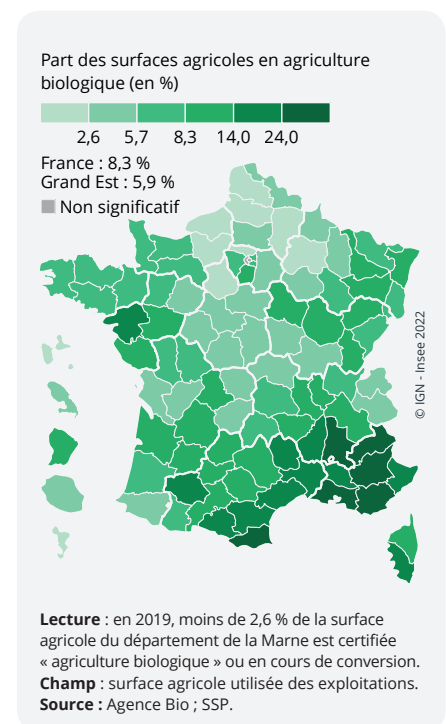 Part des surfaces agricoles en agriculture
biologique (en %)
2,6 5,7 8,3 14,0 24,0
France : 8,3 %
Grand Est : 5,9 %
Non significatif
© IGN - Insee 2022
Lecture : en 2019, moins de 2,6 % de la surface
agricole du département de la Marne est certifiée
« agriculture biologique » ou en cours de conversion.
Champ : surface agricole utilisée des exploitations.
Source : Agence Bio ; SSP.